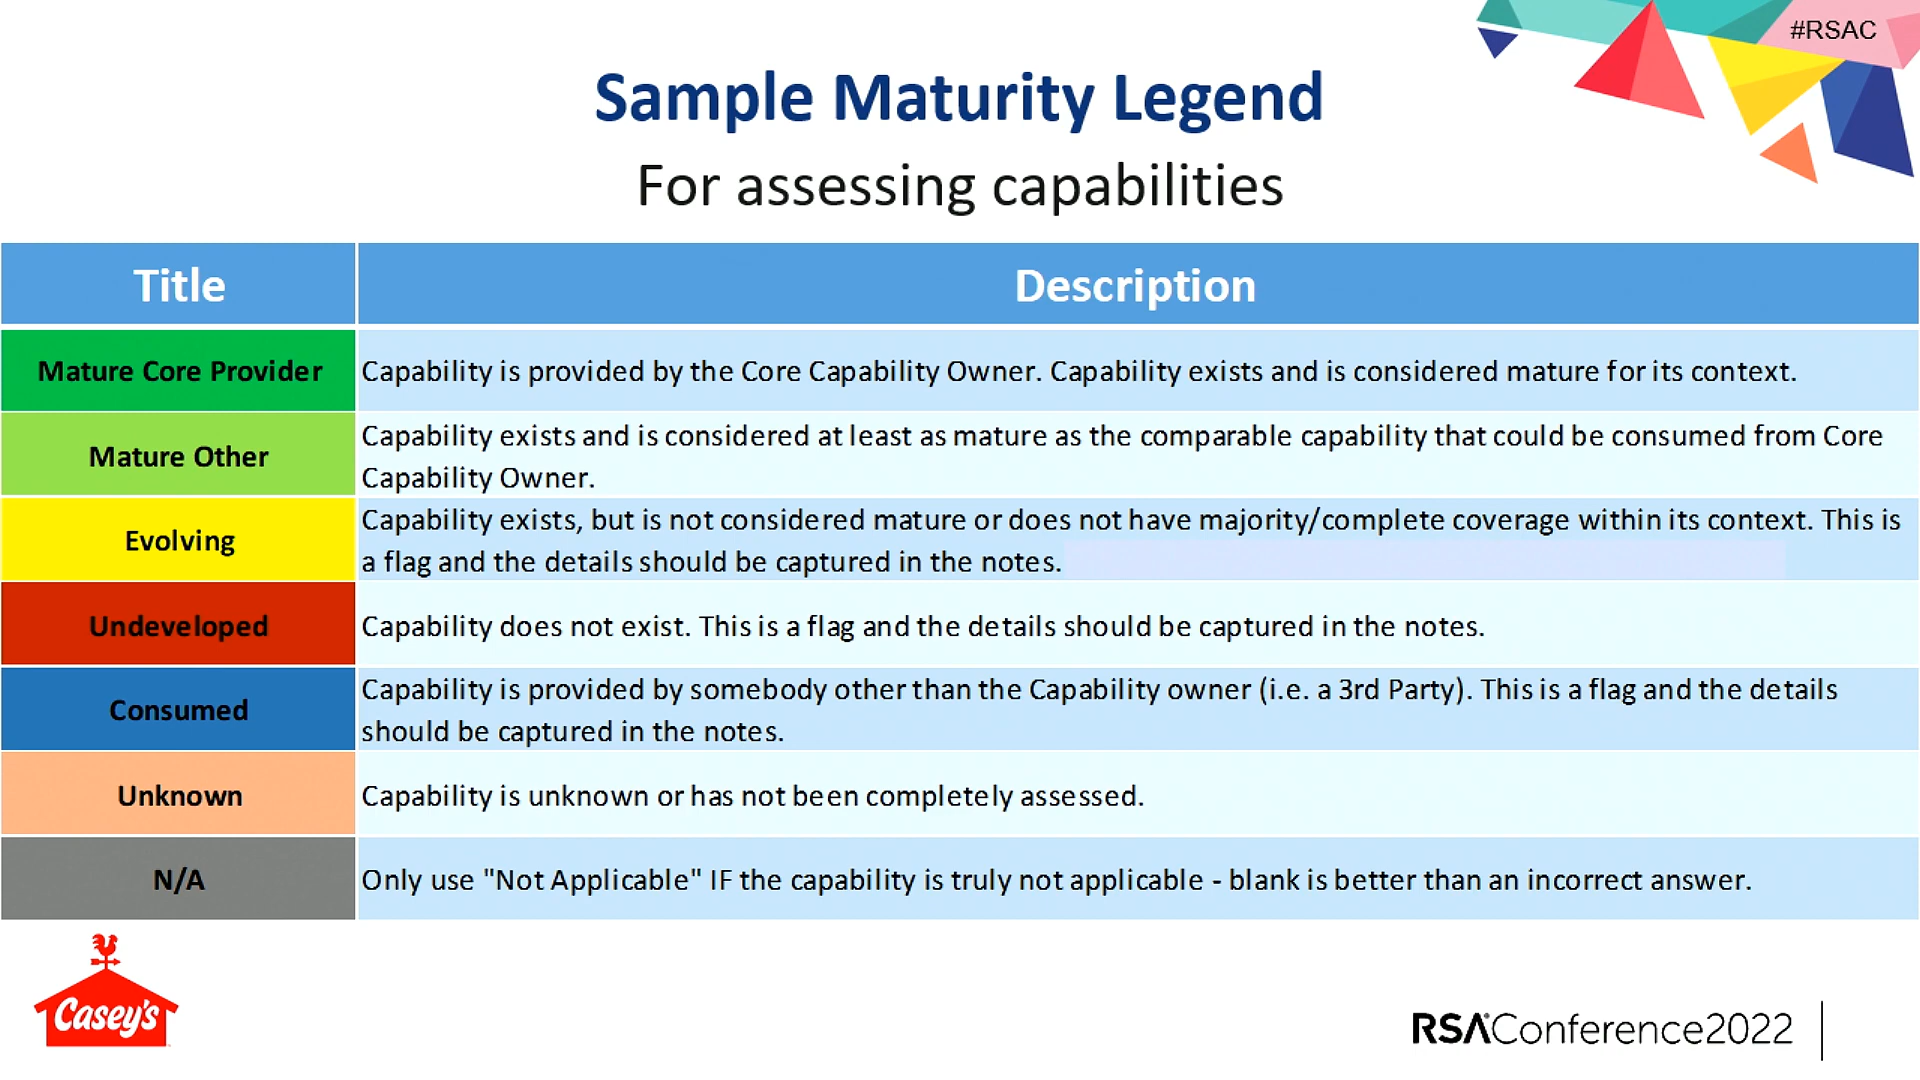 #RSAC
Sample Maturity Legend
For assessing capabilities
Title
Description
Mature Core Provider
Capability is provided by the Core Capability Owner. Capability exists and is considered mature for its context.
Mature Other
Capability exists and is considered at least as mature as the comparable capability that could be consumed from Core
Capability Owner.
Evolving
Capability exists, but is not considered mature or does not have majority/complete coverage within its context. This is
a flag and the details should be captured in the notes.
Undeveloped
Capability does not exist. This is a flag and the details should be captured in the notes.
Consumed
Capability is provided by somebody other than the Capability owner (i.e. a 3rd Party). This is a flag and the details
should be captured in the notes.
Unknown
Capability is unknown or has not been completely assessed.
N/A
Only use "Not Applicable" IF the capability is truly not applicable - blank is better than an incorrect answer.
Casey's
RSAConference2022